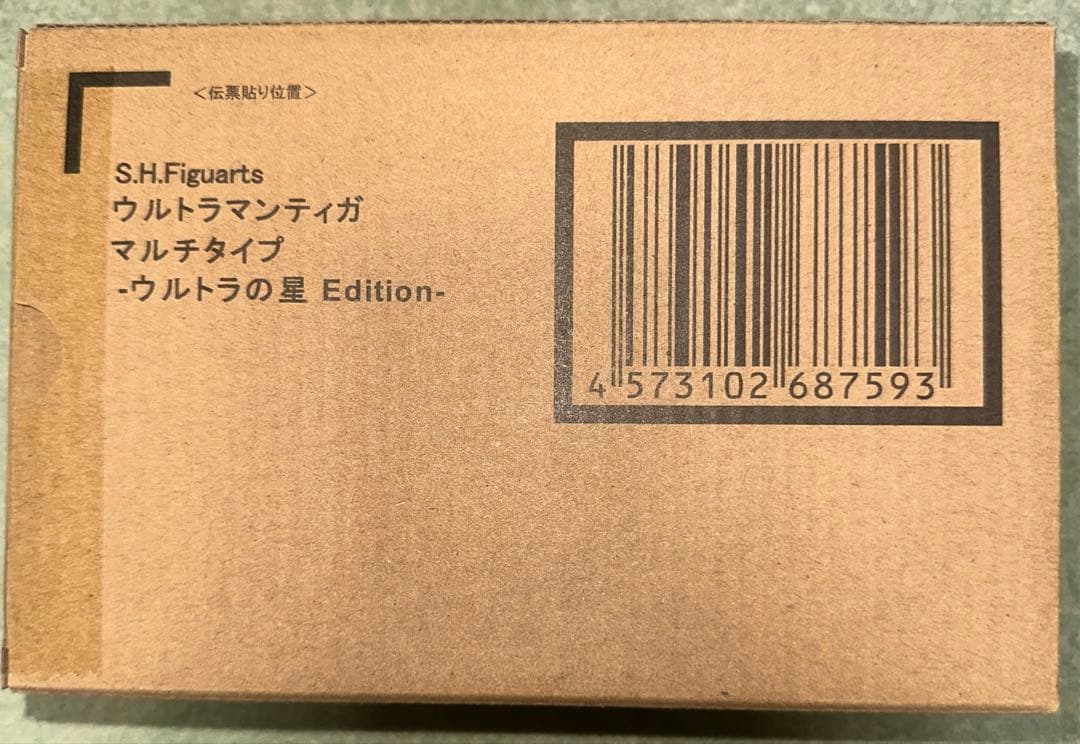 <伝票貼り位置>
S.H.Figuarts
ウルトラマンティガ
マルチタイプ
-ウルトラの星 Edition-
4 573102 687593